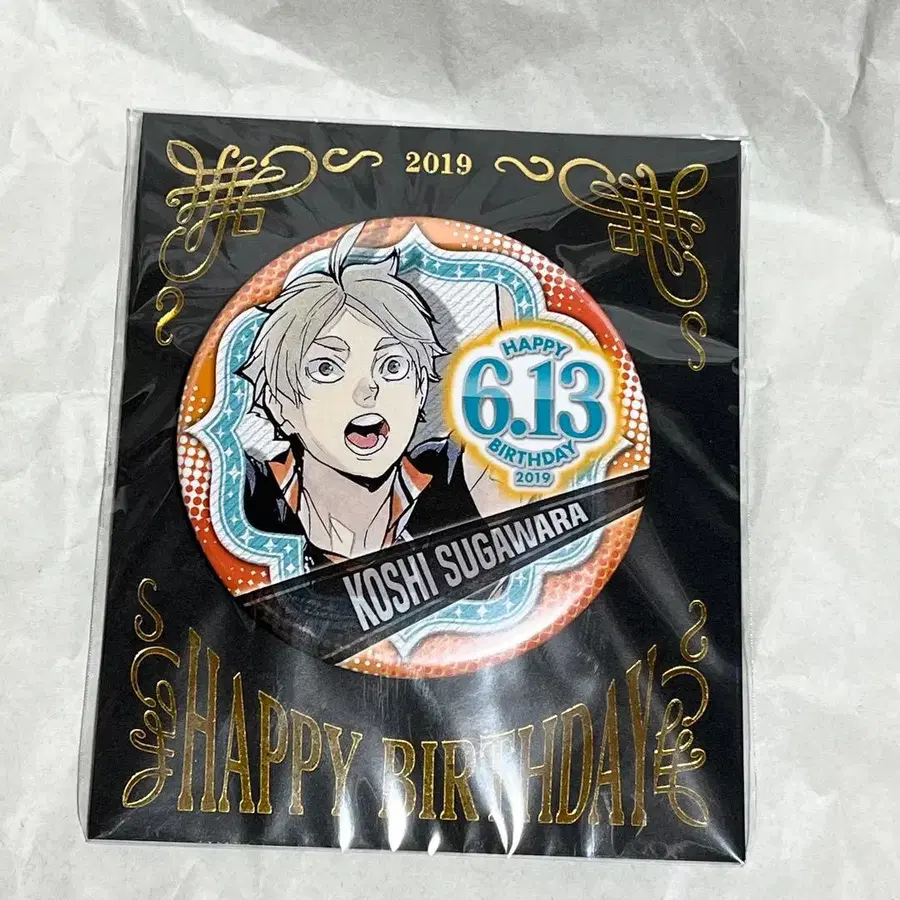 2019
HAPPY
6.13
BIRTHDAY
2019
KOSHI SUGAWARA
HAPPY BIRTHDAY